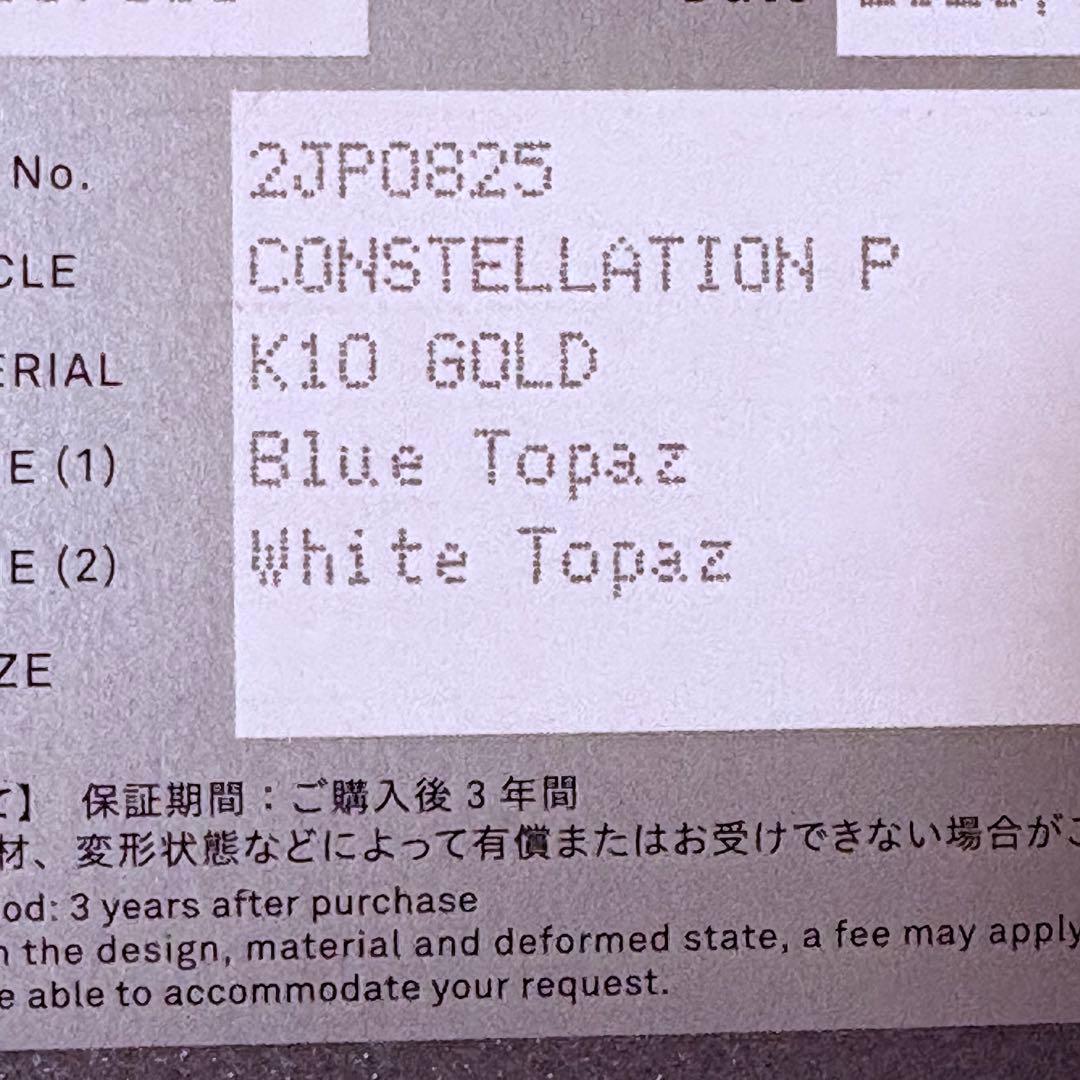 No. 2JP0825
CLE CONSTELLATION P
ERIAL K10 GOLD
E (1) Blue Topaz
E (2) White Topaz
ZE
て】 保証期間：ご購入後 3 年間
材、変形状態などによって有償またはお受けできない場合がご
od: 3 years after purchase
n the design, material and deformed state, a fee may apply
e able to accommodate your request.